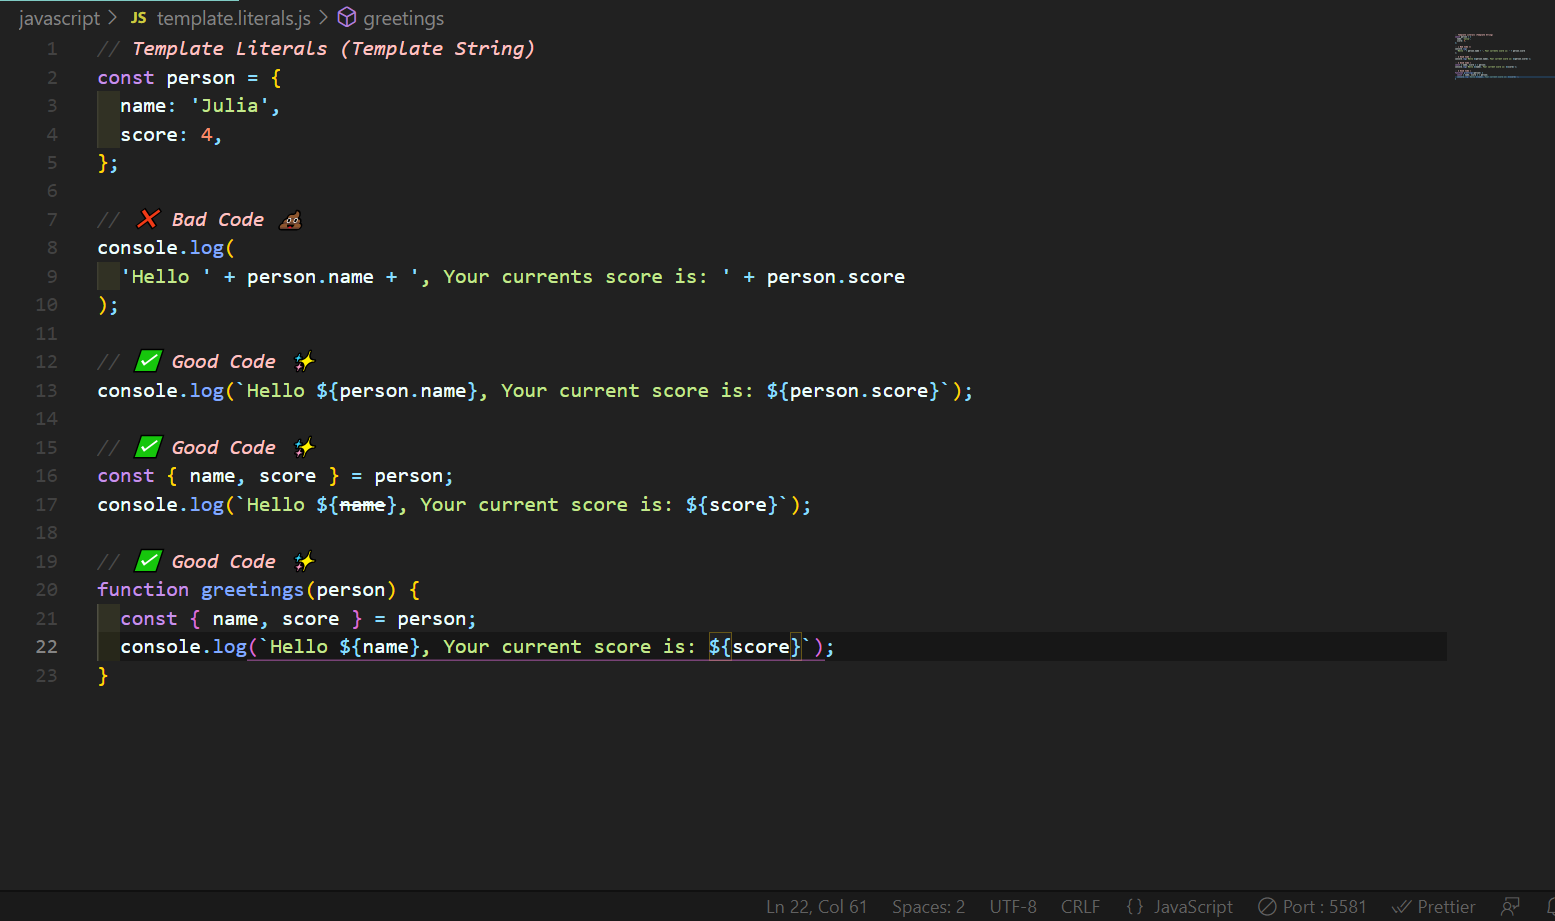 javascript > JS template.literals.js > greetings
1 // Template Literals (Template String)
2 const person = {
3   name: 'Julia',
4   score: 4,
5 };
6
7 // ❌ Bad Code 💩
8 console.log(
9   'Hello ' + person.name + ', Your currents score is: ' + person.score
10 );
11
12 // ✅ Good Code ✨
13 console.log(`Hello ${person.name}, Your current score is: ${person.score}`);
14
15 // ✅ Good Code ✨
16 const { name, score } = person;
17 console.log(`Hello ${name}, Your current score is: ${score}`);
18
19 // ✅ Good Code ✨
20 function greetings(person) {
21   const { name, score } = person;
22   console.log(`Hello ${name}, Your current score is: ${score}`);
23 }
Ln 22, Col 61 Spaces: 2 UTF-8 CRLF {} JavaScript Port : 5581 Prettier